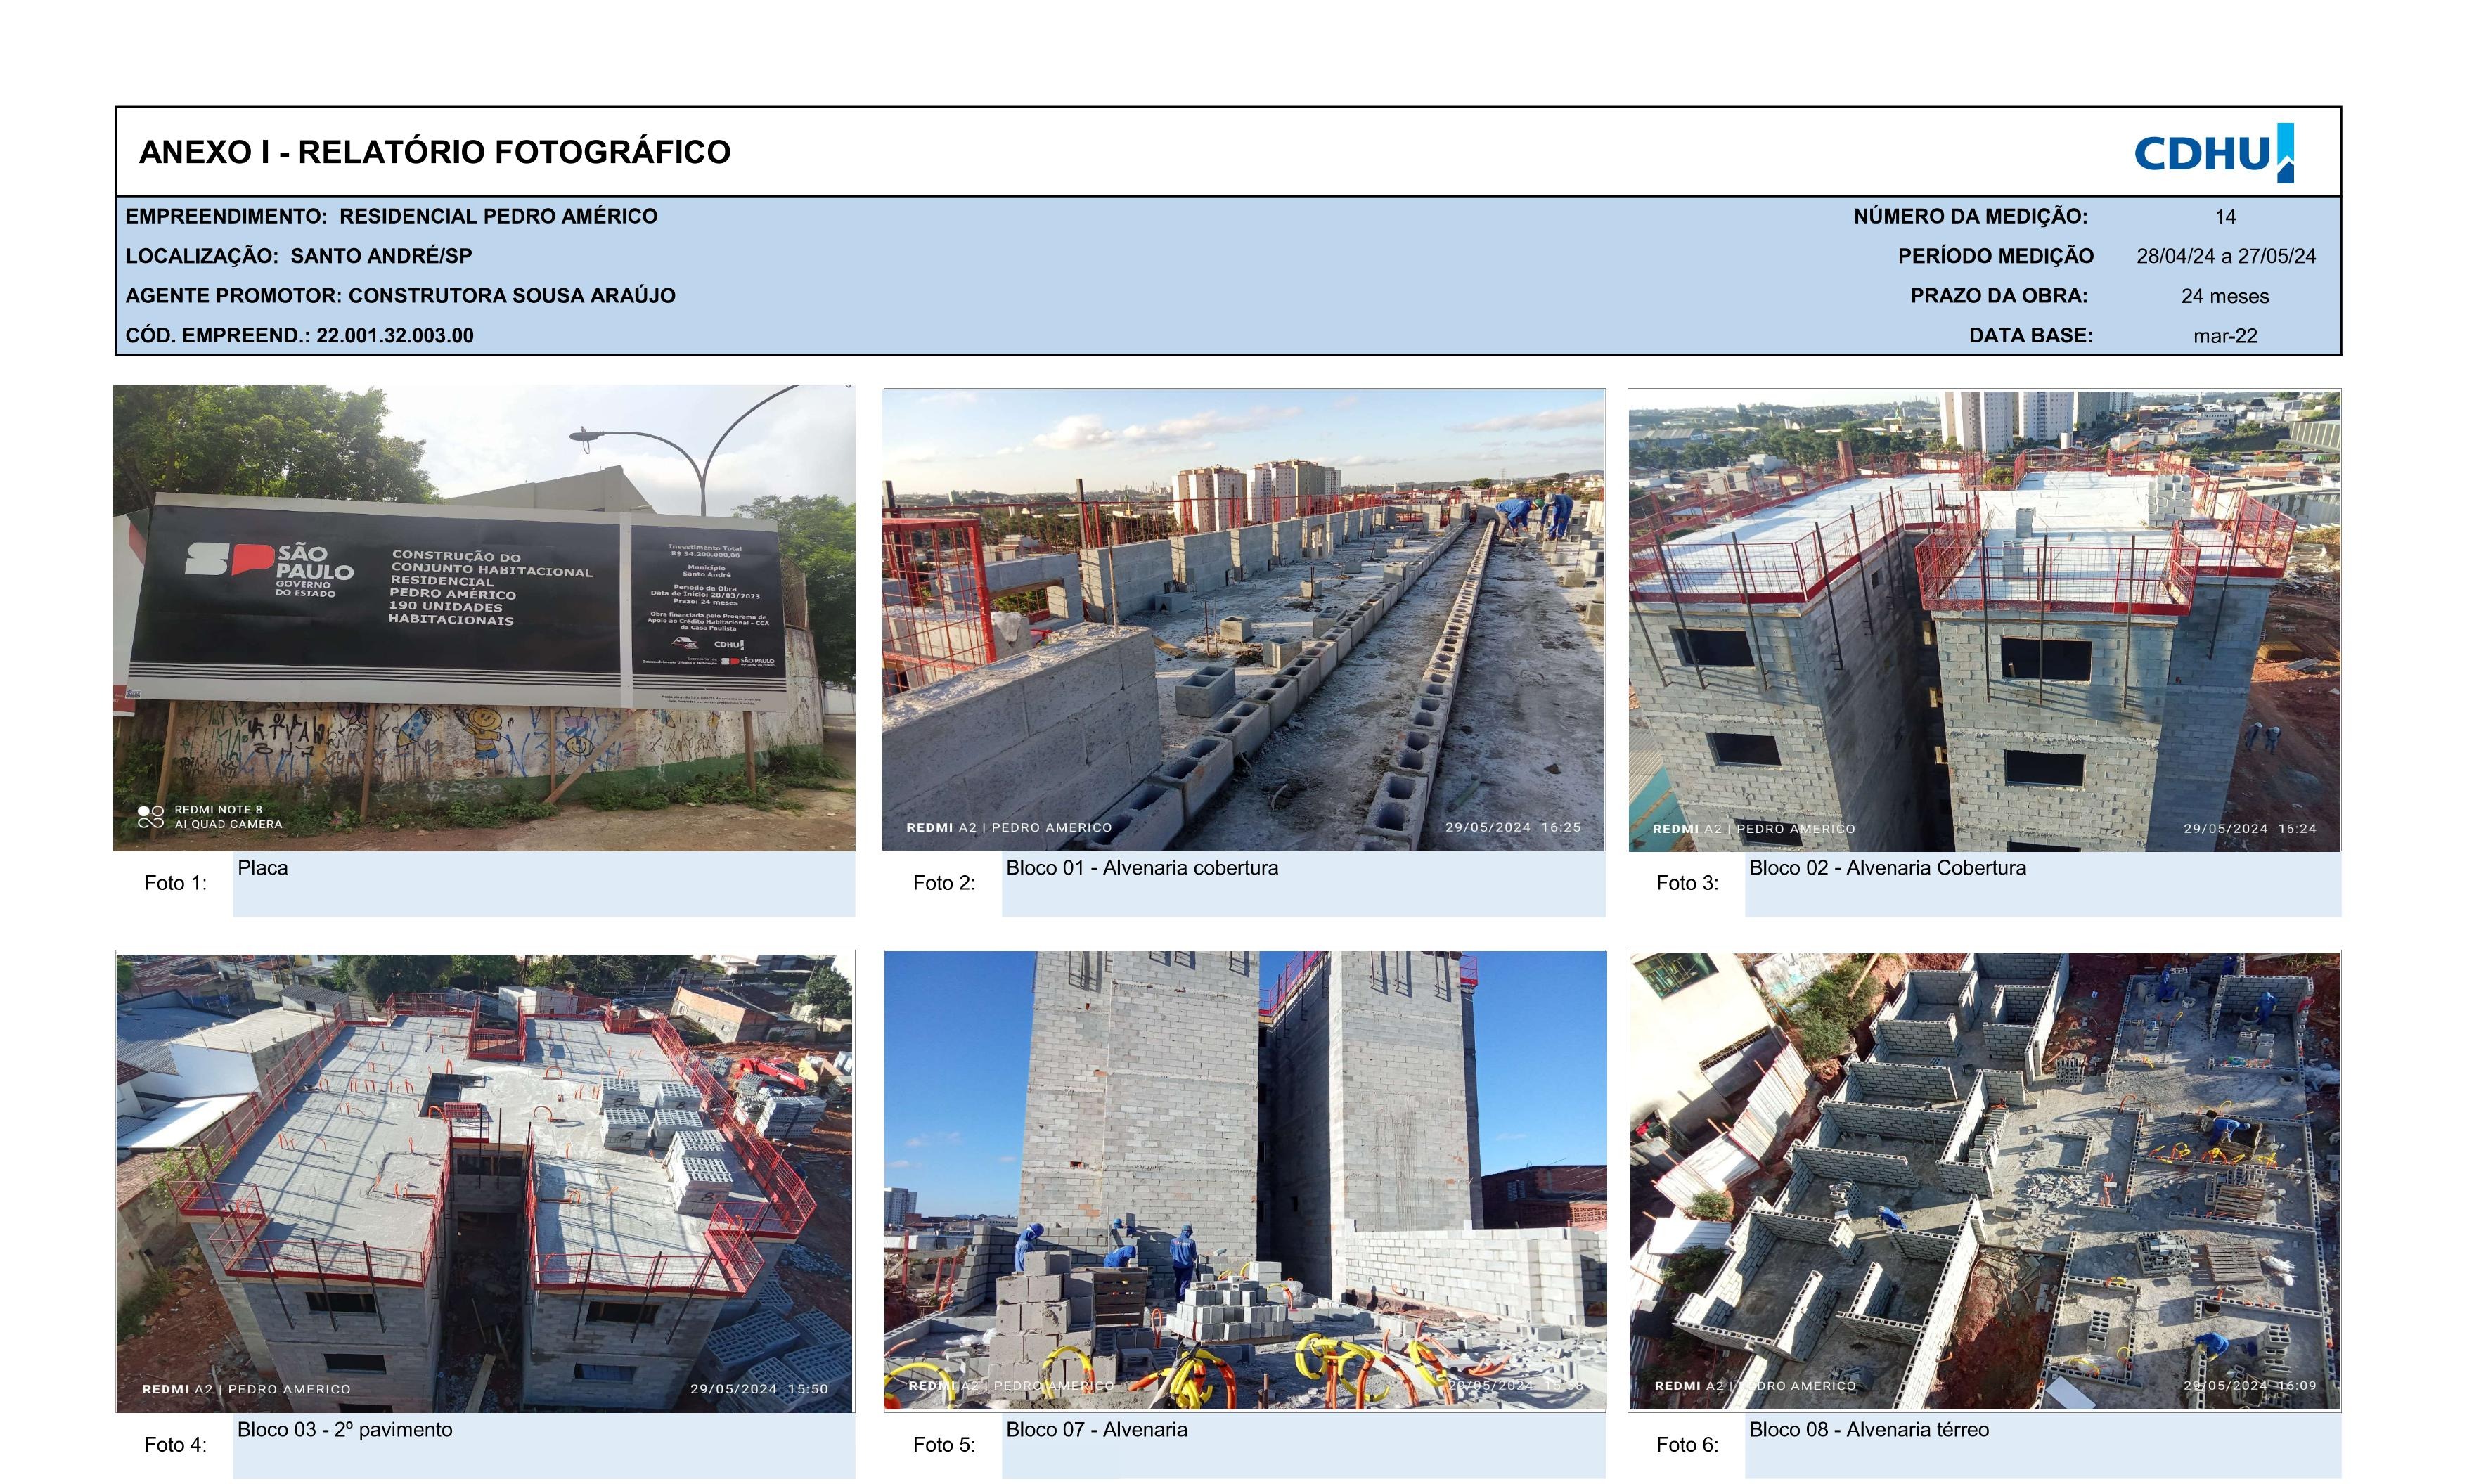 ANEXO I - RELATÓRIO FOTOGRÁFICO
CDHU
EMPREENDIMENTO: RESIDENCIAL PEDRO AMÉRICO
NÚMERO DA MEDIÇÃO: 14
LOCALIZAÇÃO: SANTO ANDRÉ/SP
PERÍODO MEDIÇÃO 28/04/24 a 27/05/24
AGENTE PROMOTOR: CONSTRUTORA SOUSA ARAÚJO
PRAZO DA OBRA: 24 meses
CÓD. EMPREEND.: 22.001.32.003.00
DATA BASE: mar-22
SP SÃO PAULO
GOVERNO
DO ESTADO
CONSTRUÇÃO DO
CONJUNTO HABITACIONAL
RESIDENCIAL
PEDRO AMÉRICO
190 UNIDADES
HABITACIONAIS
Investimento Total
R$ 34.200.000,00
Município
Santo André
Período da Obra
Data de Início: 28/03/2023
Prazo: 24 meses
Obra financiada pelo Programa de
Apoio ao Crédito Habitacional - CCA
da Casa Paulista
CDHU
Secretaria de
Desenvolvimento Urbano e Habitação
SÃO PAULO
REDMI NOTE 8
AI QUAD CAMERA
REDMI A2 | PEDRO AMERICO
29/05/2024 16:25
REDMI A2 | PEDRO AMERICO
29/05/2024 16:24
Foto 1: Placa
Foto 2: Bloco 01 - Alvenaria cobertura
Foto 3: Bloco 02 - Alvenaria Cobertura
REDMI A2 | PEDRO AMERICO
29/05/2024 15:50
REDMI A2 | PEDRO AMERICO
29/05/2024
REDMI A2 | PEDRO AMERICO
29/05/2024 16:09
Foto 4: Bloco 03 - 2º pavimento
Foto 5: Bloco 07 - Alvenaria
Foto 6: Bloco 08 - Alvenaria térreo